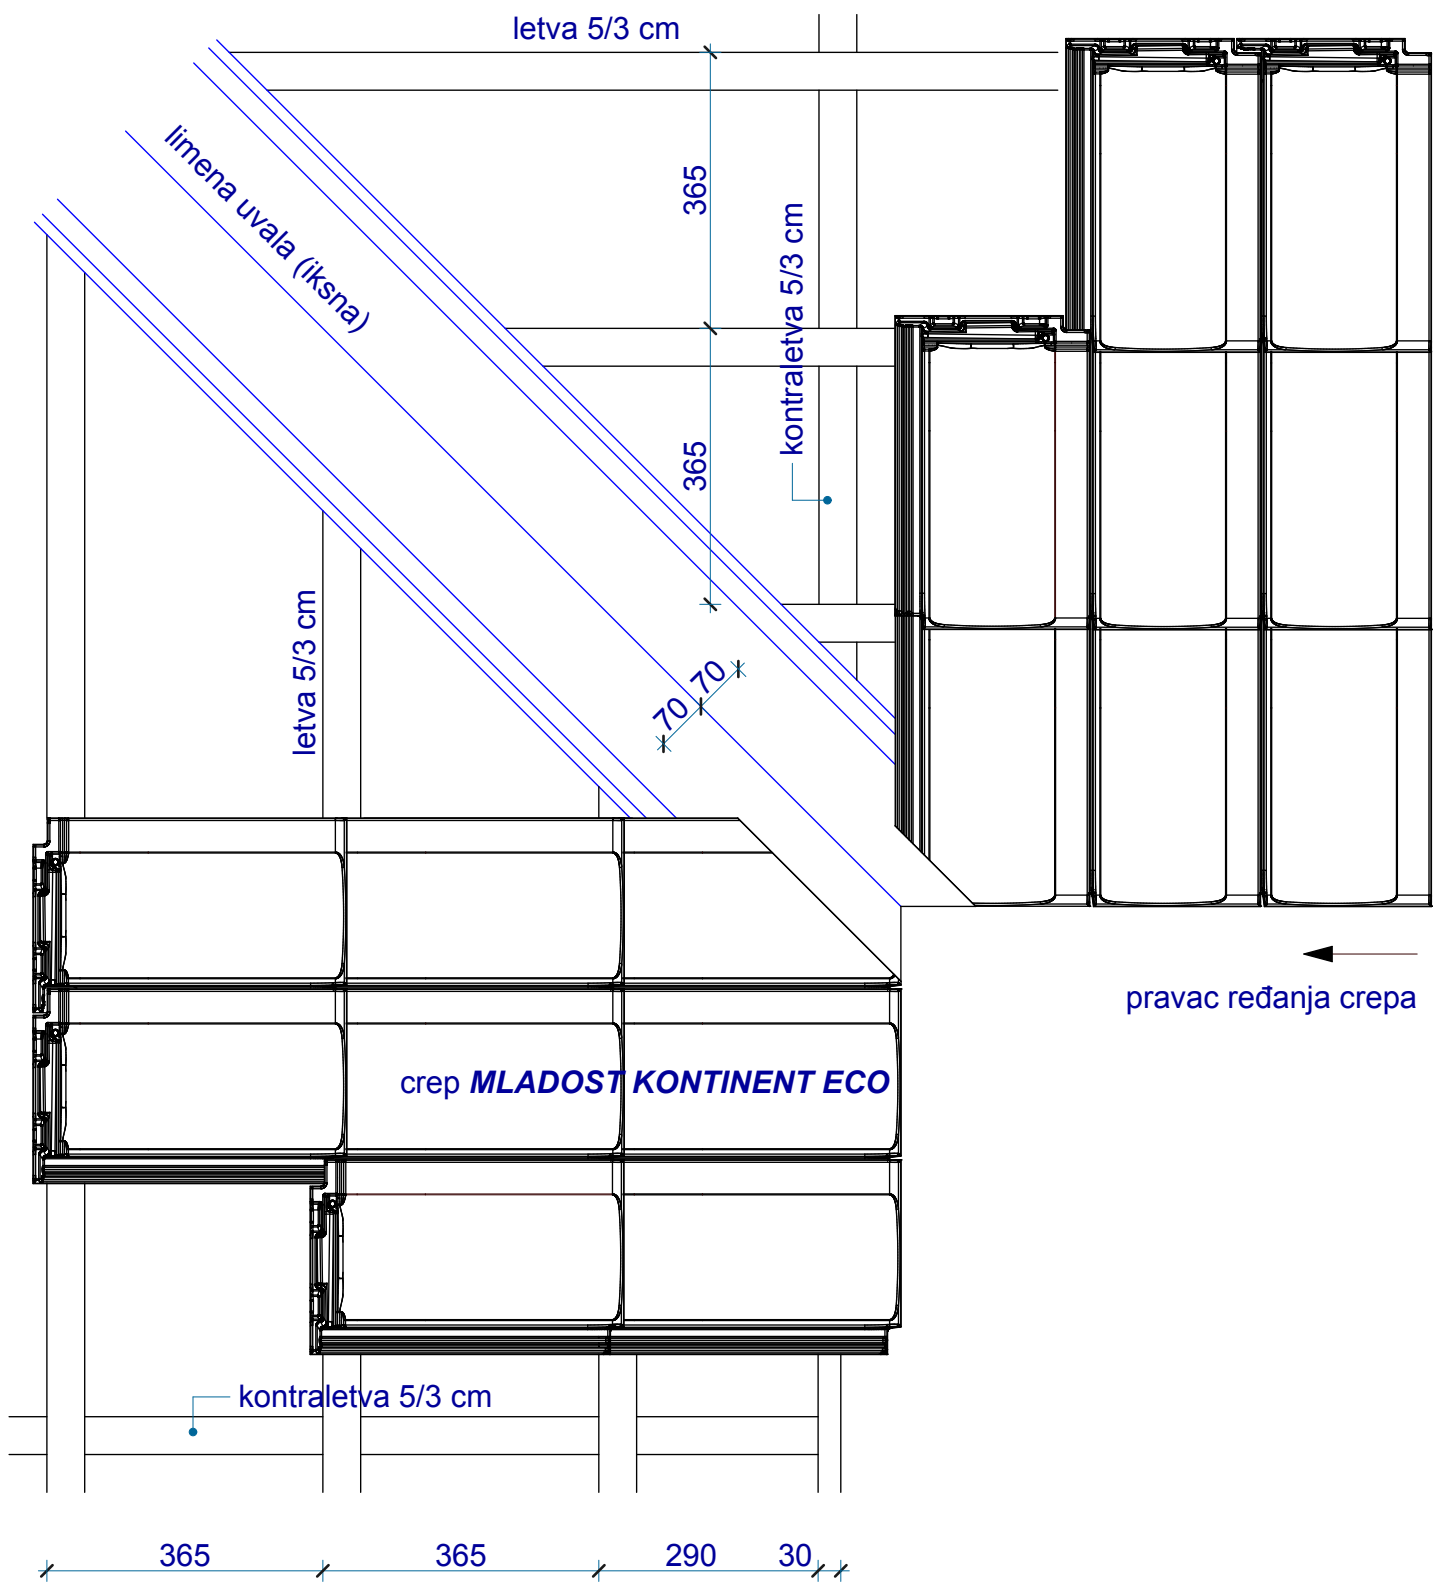 letva 5/3 cm
limena uvala (iksna)
365
kontraletva 5/3 cm
365
letva 5/3 cm
70
70
pravac ređanja crepa
crep MLADOST KONTINENT ECO
kontraletva 5/3 cm
365 365 290 30